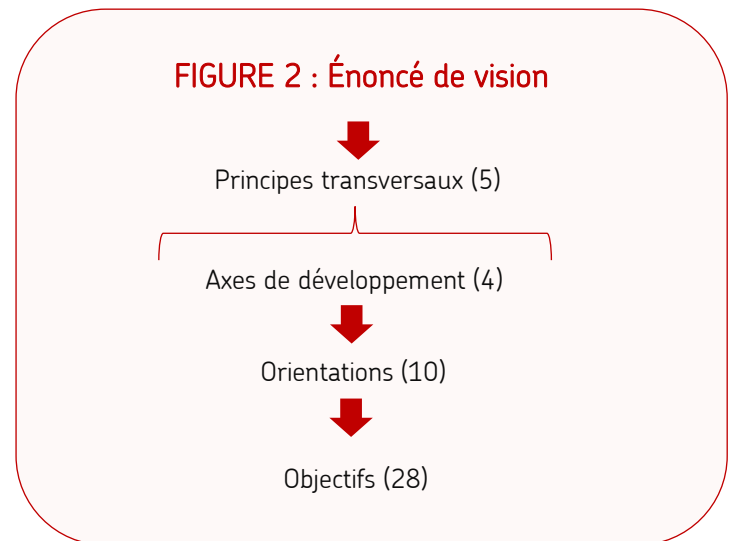 FIGURE 2 : Énoncé de vision
Principes transversaux (5)
Axes de développement (4)
Orientations (10)
Objectifs (28)